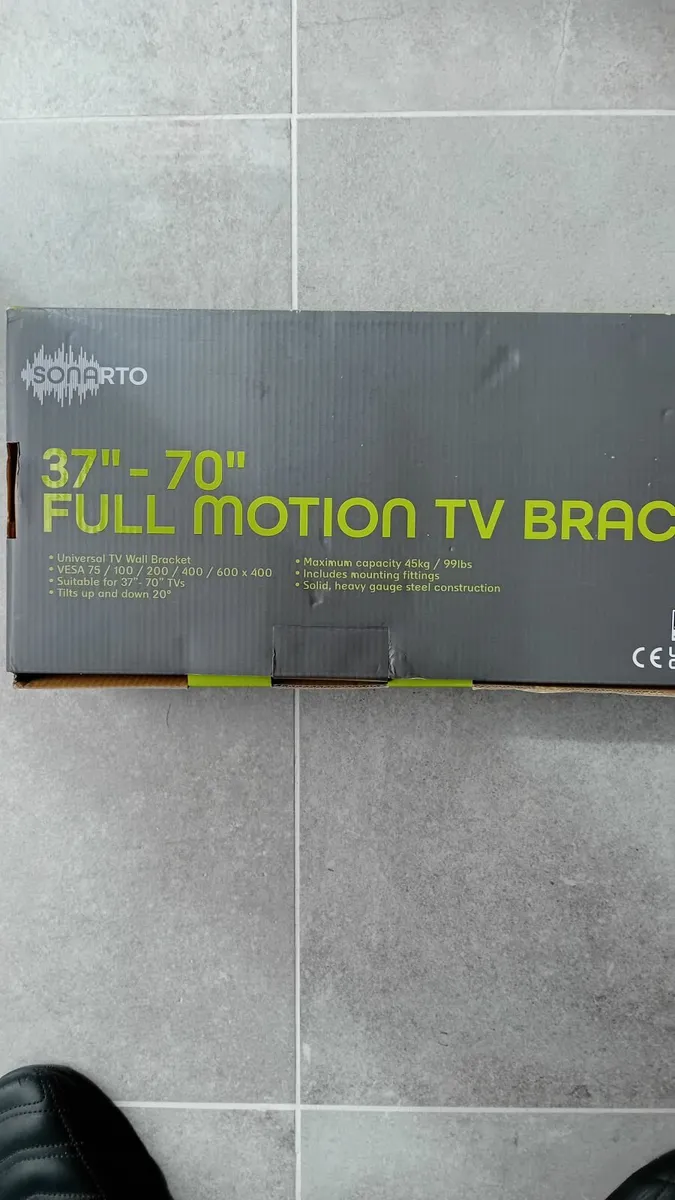 SONARTO
37" - 70"
FULL MOTION TV BRAC
• Universal TV Wall Bracket
• VESA 75 / 100 / 200 / 400 / 600 x 400
• Suitable for 37"- 70" TVs
• Tilts up and down 20°
• Maximum capacity 45kg / 99lbs
• Includes mounting fittings
• Solid, heavy gauge steel construction
CE